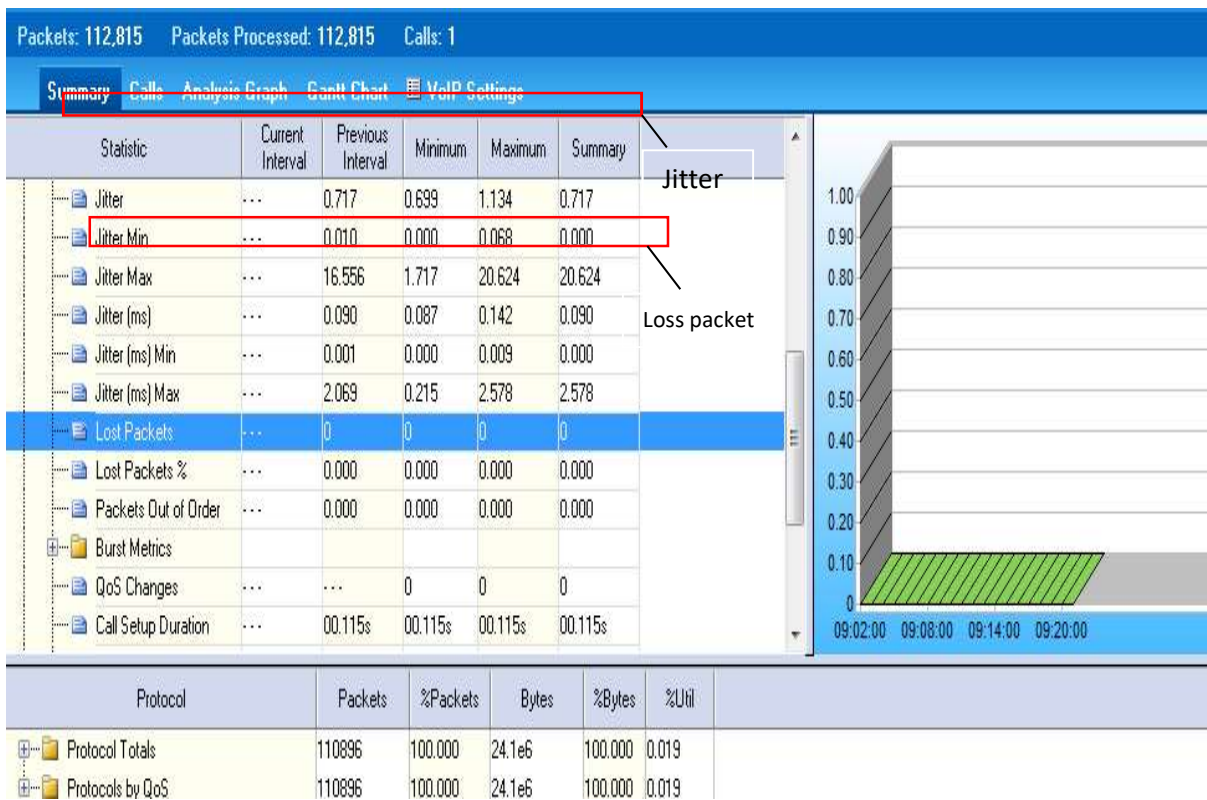 Packets: 112,815 Packets Processed: 112,815 Calls: 1
Summary Calls Analysis Graph Gantt Chart VoIP Settings
Statistic Current Interval Previous Interval Minimum Maximum Summary
Jitter
Jitter ... 0.717 0.699 1.134 0.717
Jitter Min ... 0.010 0.000 0.068 0.000
Jitter Max ... 16.556 1.717 20.624 20.624
Jitter (ms) ... 0.090 0.087 0.142 0.090
Loss packet
Jitter (ms) Min ... 0.001 0.000 0.009 0.000
Jitter (ms) Max ... 2.069 0.215 2.578 2.578
Lost Packets ... 0 0 0 0
Lost Packets % ... 0.000 0.000 0.000 0.000
Packets Out of Order ... 0.000 0.000 0.000 0.000
Burst Metrics
QoS Changes ... ... 0 0 0
Call Setup Duration ... 00.115s 00.115s 00.115s 00.115s
1.00
0.90
0.80
0.70
0.60
0.50
0.40
0.30
0.20
0.10
0
09:02:00 09:08:00 09:14:00 09:20:00
Protocol Packets %Packets Bytes %Bytes %Util
Protocol Totals 110896 100.000 24.1e6 100.000 0.019
Protocols by QoS 110896 100.000 24.1e6 100.000 0.019